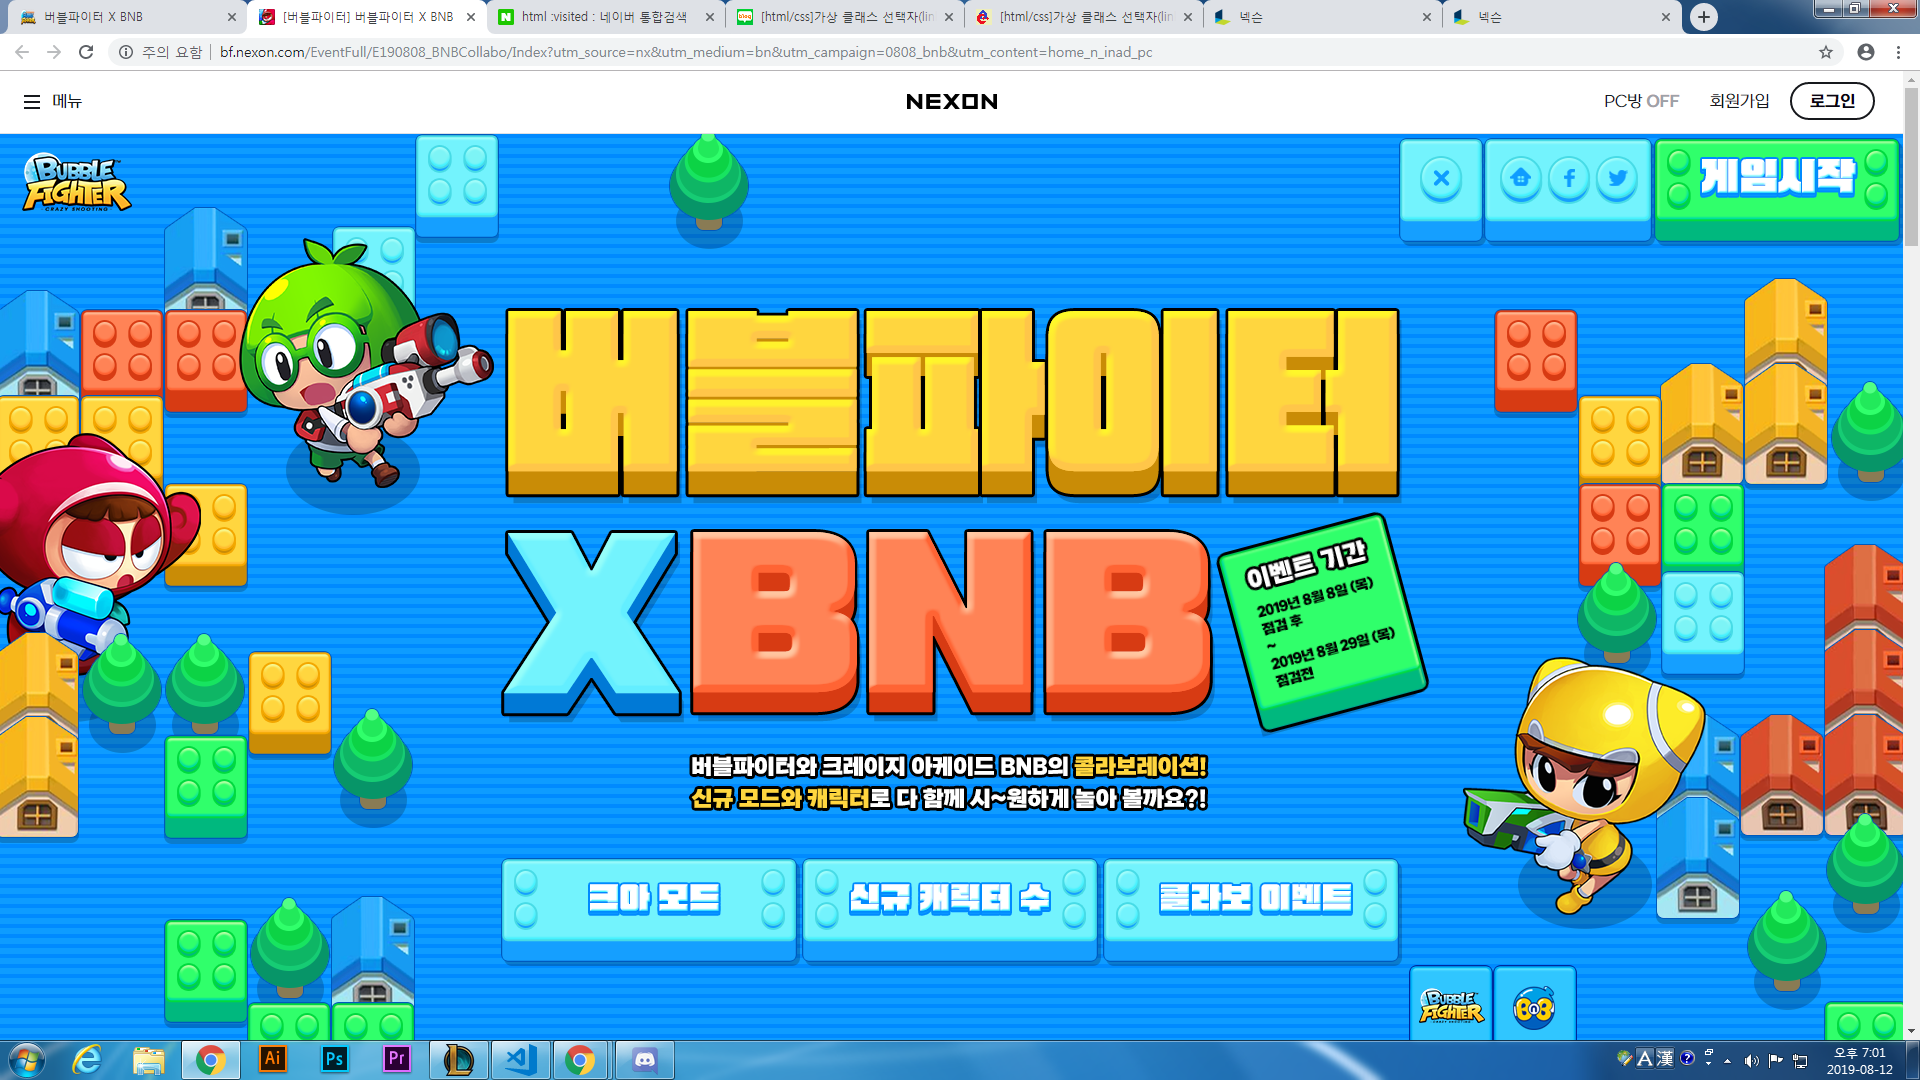 버블파이터 X BNB
[버블파이터] 버블파이터 X BNB
html :visited : 네이버 통합검색
[html/css]가상 클래스 선택자(lin
[html/css]가상 클래스 선택자(lin
넥슨
넥슨
주의 요함
bf.nexon.com/EventFull/E190808_BNBCollabo/Index?utm_source=nx&utm_medium=bn&utm_campaign=0808_bnb&utm_content=home_n_inad_pc
메뉴
NEXON
PC방 OFF
회원가입
로그인
BUBBLE
FIGHTER
CRAZY SHOOTING
게임시작
버블파이터
X BNB
이벤트 기간
2019년 8월 8일 (목)
점검 후
~
2019년 8월 29일 (목)
점검전
버블파이터와 크레이지 아케이드 BNB의 콜라보레이션!
신규 모드와 캐릭터로 다 함께 시~원하게 놀아 볼까요?!
크아 모드
신규 캐릭터 수
콜라보 이벤트
BUBBLE
FIGHTER
BnB
Ai
Ps
Pr
A 漢
오후 7:01
2019-08-12